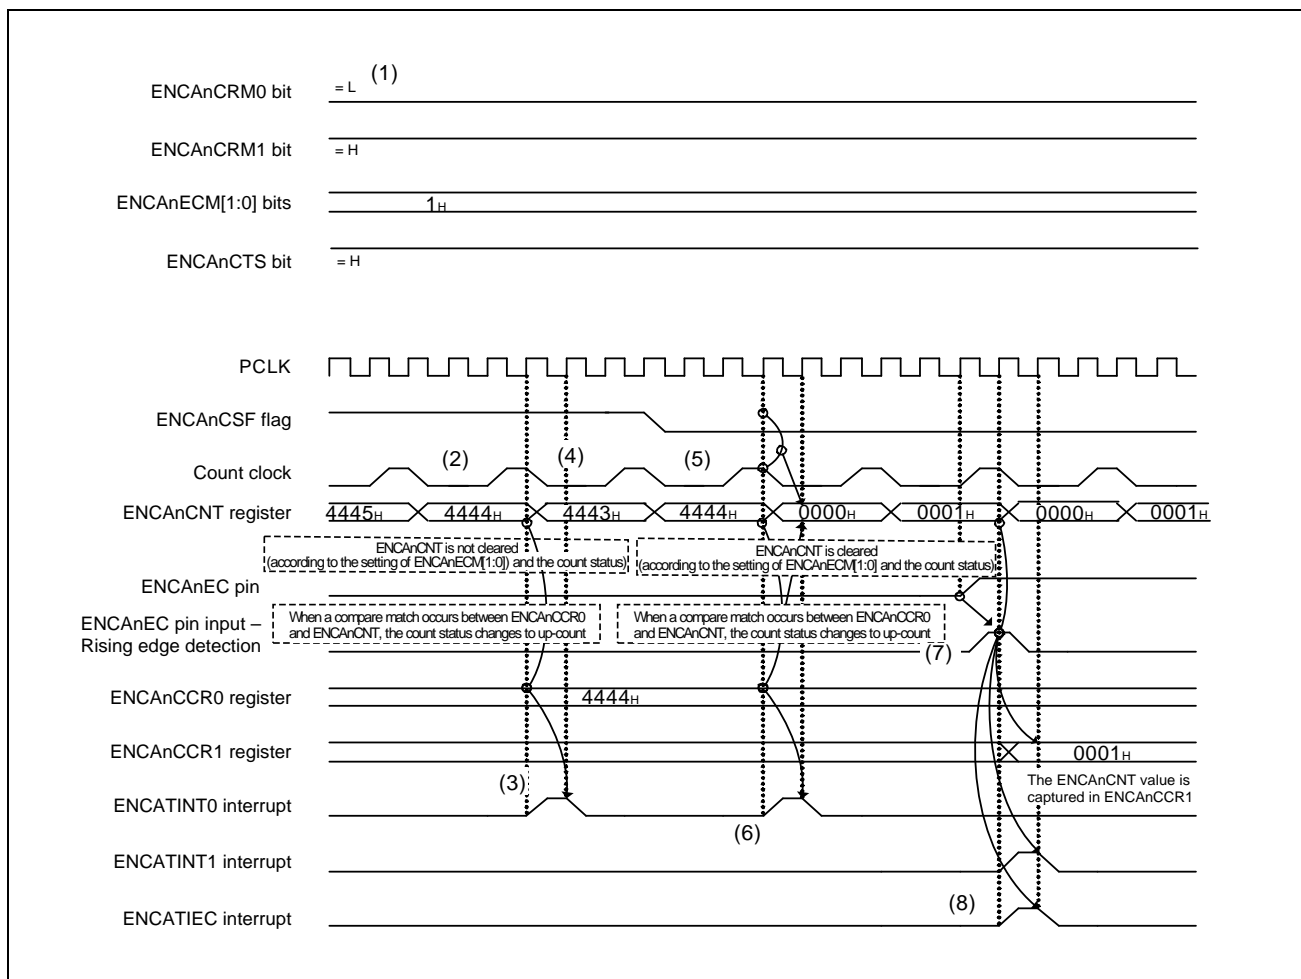 ENCAnCRM0 bit = L (1)
ENCAnCRM1 bit = H
ENCAnECM[1:0] bits 1H
ENCAnCTS bit = H
PCLK
ENCAnCSF flag
Count clock (2) (4) (5)
ENCAnCNT register 4445H 4444H 4443H 4444H 0000H 0001H 0000H 0001H
ENCAnCNT is not cleared
(according to the setting of ENCAnECM[1:0]) and the count status)
ENCAnCNT is cleared
(according to the setting of ENCAnECM[1:0] and the count status)
ENCAnEC pin
When a compare match occurs between ENCAnCCR0
and ENCAnCNT, the count status changes to up-count
When a compare match occurs between ENCAnCCR0
and ENCAnCNT, the count status changes to up-count
ENCAnEC pin input –
Rising edge detection
(7)
ENCAnCCR0 register 4444H
ENCAnCCR1 register 0001H
The ENCAnCNT value is
captured in ENCAnCCR1
(3)
ENCATINT0 interrupt
(6)
ENCATINT1 interrupt
ENCATIEC interrupt (8)